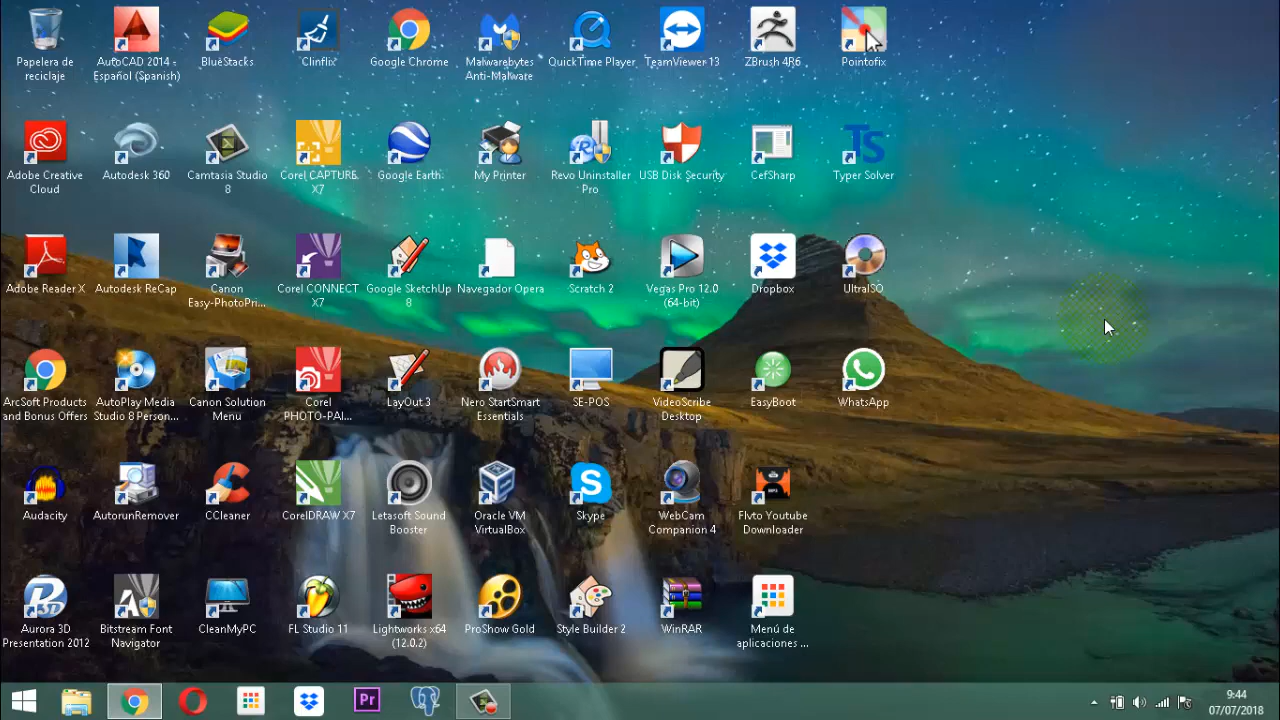 Papelera de
reciclaje
AutoCAD 2014 -
Español (Spanish)
BlueStacks
Clinflix
Google Chrome
Malwarebytes
Anti-Malware
QuickTime Player
TeamViewer 13
ZBrush 4R6
Pointofix
Adobe Creative
Cloud
Autodesk 360
Camtasia Studio
8
Corel CAPTURE
X7
Google Earth
My Printer
Revo Uninstaller
Pro
USB Disk Security
CefSharp
TS
Typer Solver
Adobe Reader X
Autodesk ReCap
Canon
Easy-PhotoPri...
Corel CONNECT
X7
Google SketchUp
8
Navegador Opera
Scratch 2
Vegas Pro 12.0
(64-bit)
Dropbox
UltraISO
ArcSoft Products
and Bonus Offers
AutoPlay Media
Studio 8 Person...
Canon Solution
Menu
Corel
PHOTO-PAI...
LayOut 3
Nero StartSmart
Essentials
SE-POS
VideoScribe
Desktop
EasyBoot
WhatsApp
Audacity
AutorunRemover
CCleaner
CorelDRAW X7
Letasoft Sound
Booster
Oracle VM
VirtualBox
Skype
WebCam
Companion 4
Flvto Youtube
Downloader
Aurora 3D
Presentation 2012
Bitstream Font
Navigator
CleanMyPC
FL Studio 11
Lightworks x64
(12.0.2)
ProShow Gold
Style Builder 2
WinRAR
Menú de
aplicaciones ...
Pr
9:44
07/07/2018